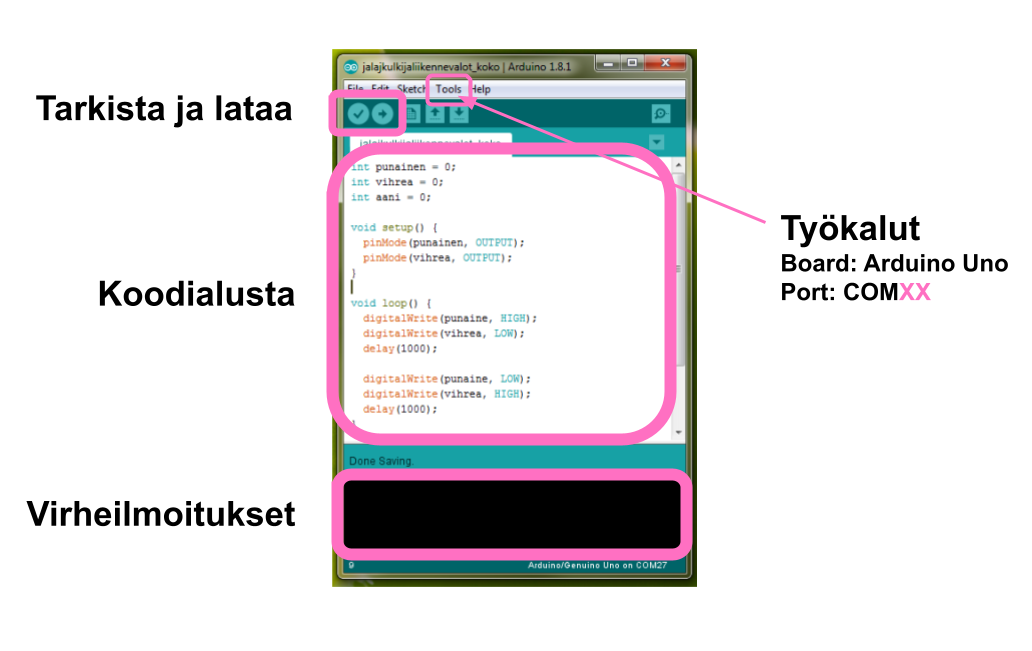 jalajkulkijaliikennevalot_koko | Arduino 1.8.1
File Edit Sketch Tools Help
Tarkista ja lataa
jalajkulkijaliikennevalot_koko
int punainen = 0;
int vihrea = 0;
int aani = 0;
void setup() {
pinMode(punainen, OUTPUT);
pinMode(vihrea, OUTPUT);
}
void loop() {
digitalWrite(punaine, HIGH);
digitalWrite(vihrea, LOW);
delay(1000);
digitalWrite(punaine, LOW);
digitalWrite(vihrea, HIGH);
delay(1000);
}
Koodialusta
Työkalut
Board: Arduino Uno
Port: COMXX
Done Saving.
Virheilmoitukset
9
Arduino/Genuino Uno on COM27